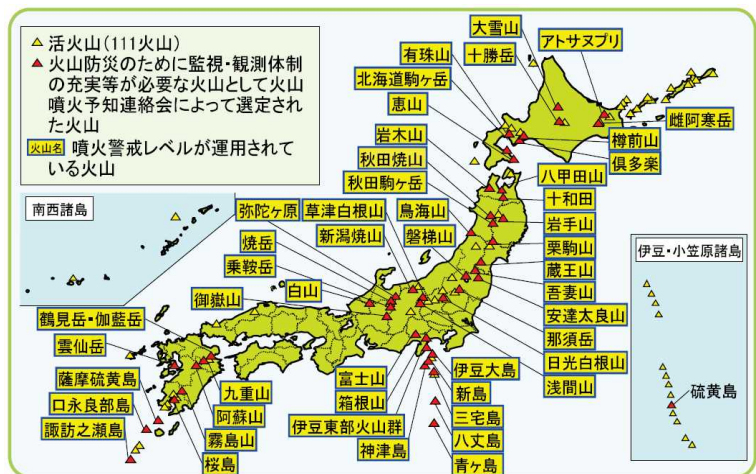 活火山(111火山)
火山防災のために監視・観測体制
の充実等が必要な火山として火山
噴火予知連絡会によって選定され
た火山
火山名 噴火警戒レベルが運用されて
いる火山
大雪山
アトサヌプリ
有珠山
十勝岳
北海道駒ヶ岳
恵山
雌阿寒岳
樽前山
倶多楽
岩木山
秋田焼山
秋田駒ヶ岳
八甲田山
十和田
岩手山
栗駒山
蔵王山
吾妻山
安達太良山
那須岳
日光白根山
浅間山
南西諸島
弥陀ヶ原
草津白根山
鳥海山
焼岳
新潟焼山
磐梯山
乗鞍岳
白山
御嶽山
鶴見岳・伽藍岳
雲仙岳
薩摩硫黄島
口永良部島
諏訪之瀬島
九重山
阿蘇山
霧島山
桜島
富士山
箱根山
伊豆東部火山群
神津島
伊豆大島
新島
三宅島
八丈島
青ヶ島
伊豆・小笠原諸島
硫黄島